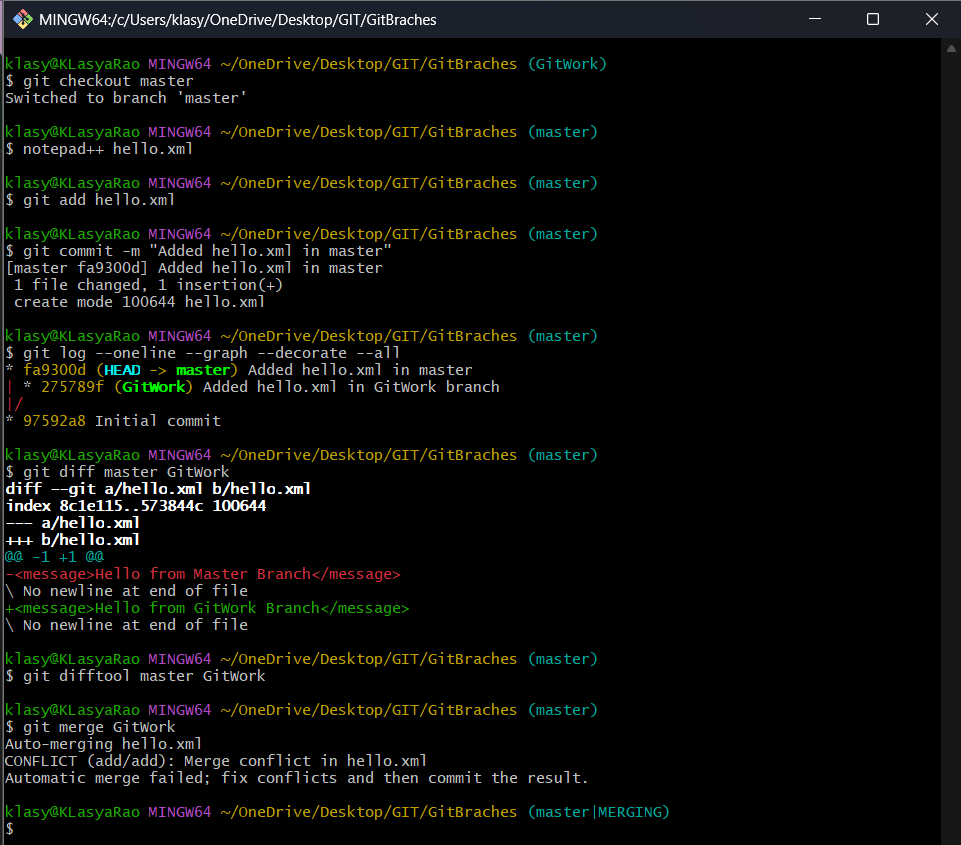 MINGW64:/c/Users/klasy/OneDrive/Desktop/GIT/GitBraches
klasy@KLasyaRao MINGW64 ~/OneDrive/Desktop/GIT/GitBraches (GitWork)
$ git checkout master
Switched to branch 'master'
klasy@KLasyaRao MINGW64 ~/OneDrive/Desktop/GIT/GitBraches (master)
$ notepad++ hello.xml
klasy@KLasyaRao MINGW64 ~/OneDrive/Desktop/GIT/GitBraches (master)
$ git add hello.xml
klasy@KLasyaRao MINGW64 ~/OneDrive/Desktop/GIT/GitBraches (master)
$ git commit -m "Added hello.xml in master"
[master fa9300d] Added hello.xml in master
 1 file changed, 1 insertion(+)
 create mode 100644 hello.xml
klasy@KLasyaRao MINGW64 ~/OneDrive/Desktop/GIT/GitBraches (master)
$ git log --oneline --graph --decorate --all
* fa9300d (HEAD -> master) Added hello.xml in master
| * 275789f (GitWork) Added hello.xml in GitWork branch
|/
* 97592a8 Initial commit
klasy@KLasyaRao MINGW64 ~/OneDrive/Desktop/GIT/GitBraches (master)
$ git diff master GitWork
diff --git a/hello.xml b/hello.xml
index 8c1e115..573844c 100644
--- a/hello.xml
+++ b/hello.xml
@@ -1 +1 @@
-<message>Hello from Master Branch</message>
\ No newline at end of file
+<message>Hello from GitWork Branch</message>
\ No newline at end of file
klasy@KLasyaRao MINGW64 ~/OneDrive/Desktop/GIT/GitBraches (master)
$ git difftool master GitWork
klasy@KLasyaRao MINGW64 ~/OneDrive/Desktop/GIT/GitBraches (master)
$ git merge GitWork
Auto-merging hello.xml
CONFLICT (add/add): Merge conflict in hello.xml
Automatic merge failed; fix conflicts and then commit the result.
klasy@KLasyaRao MINGW64 ~/OneDrive/Desktop/GIT/GitBraches (master|MERGING)
$